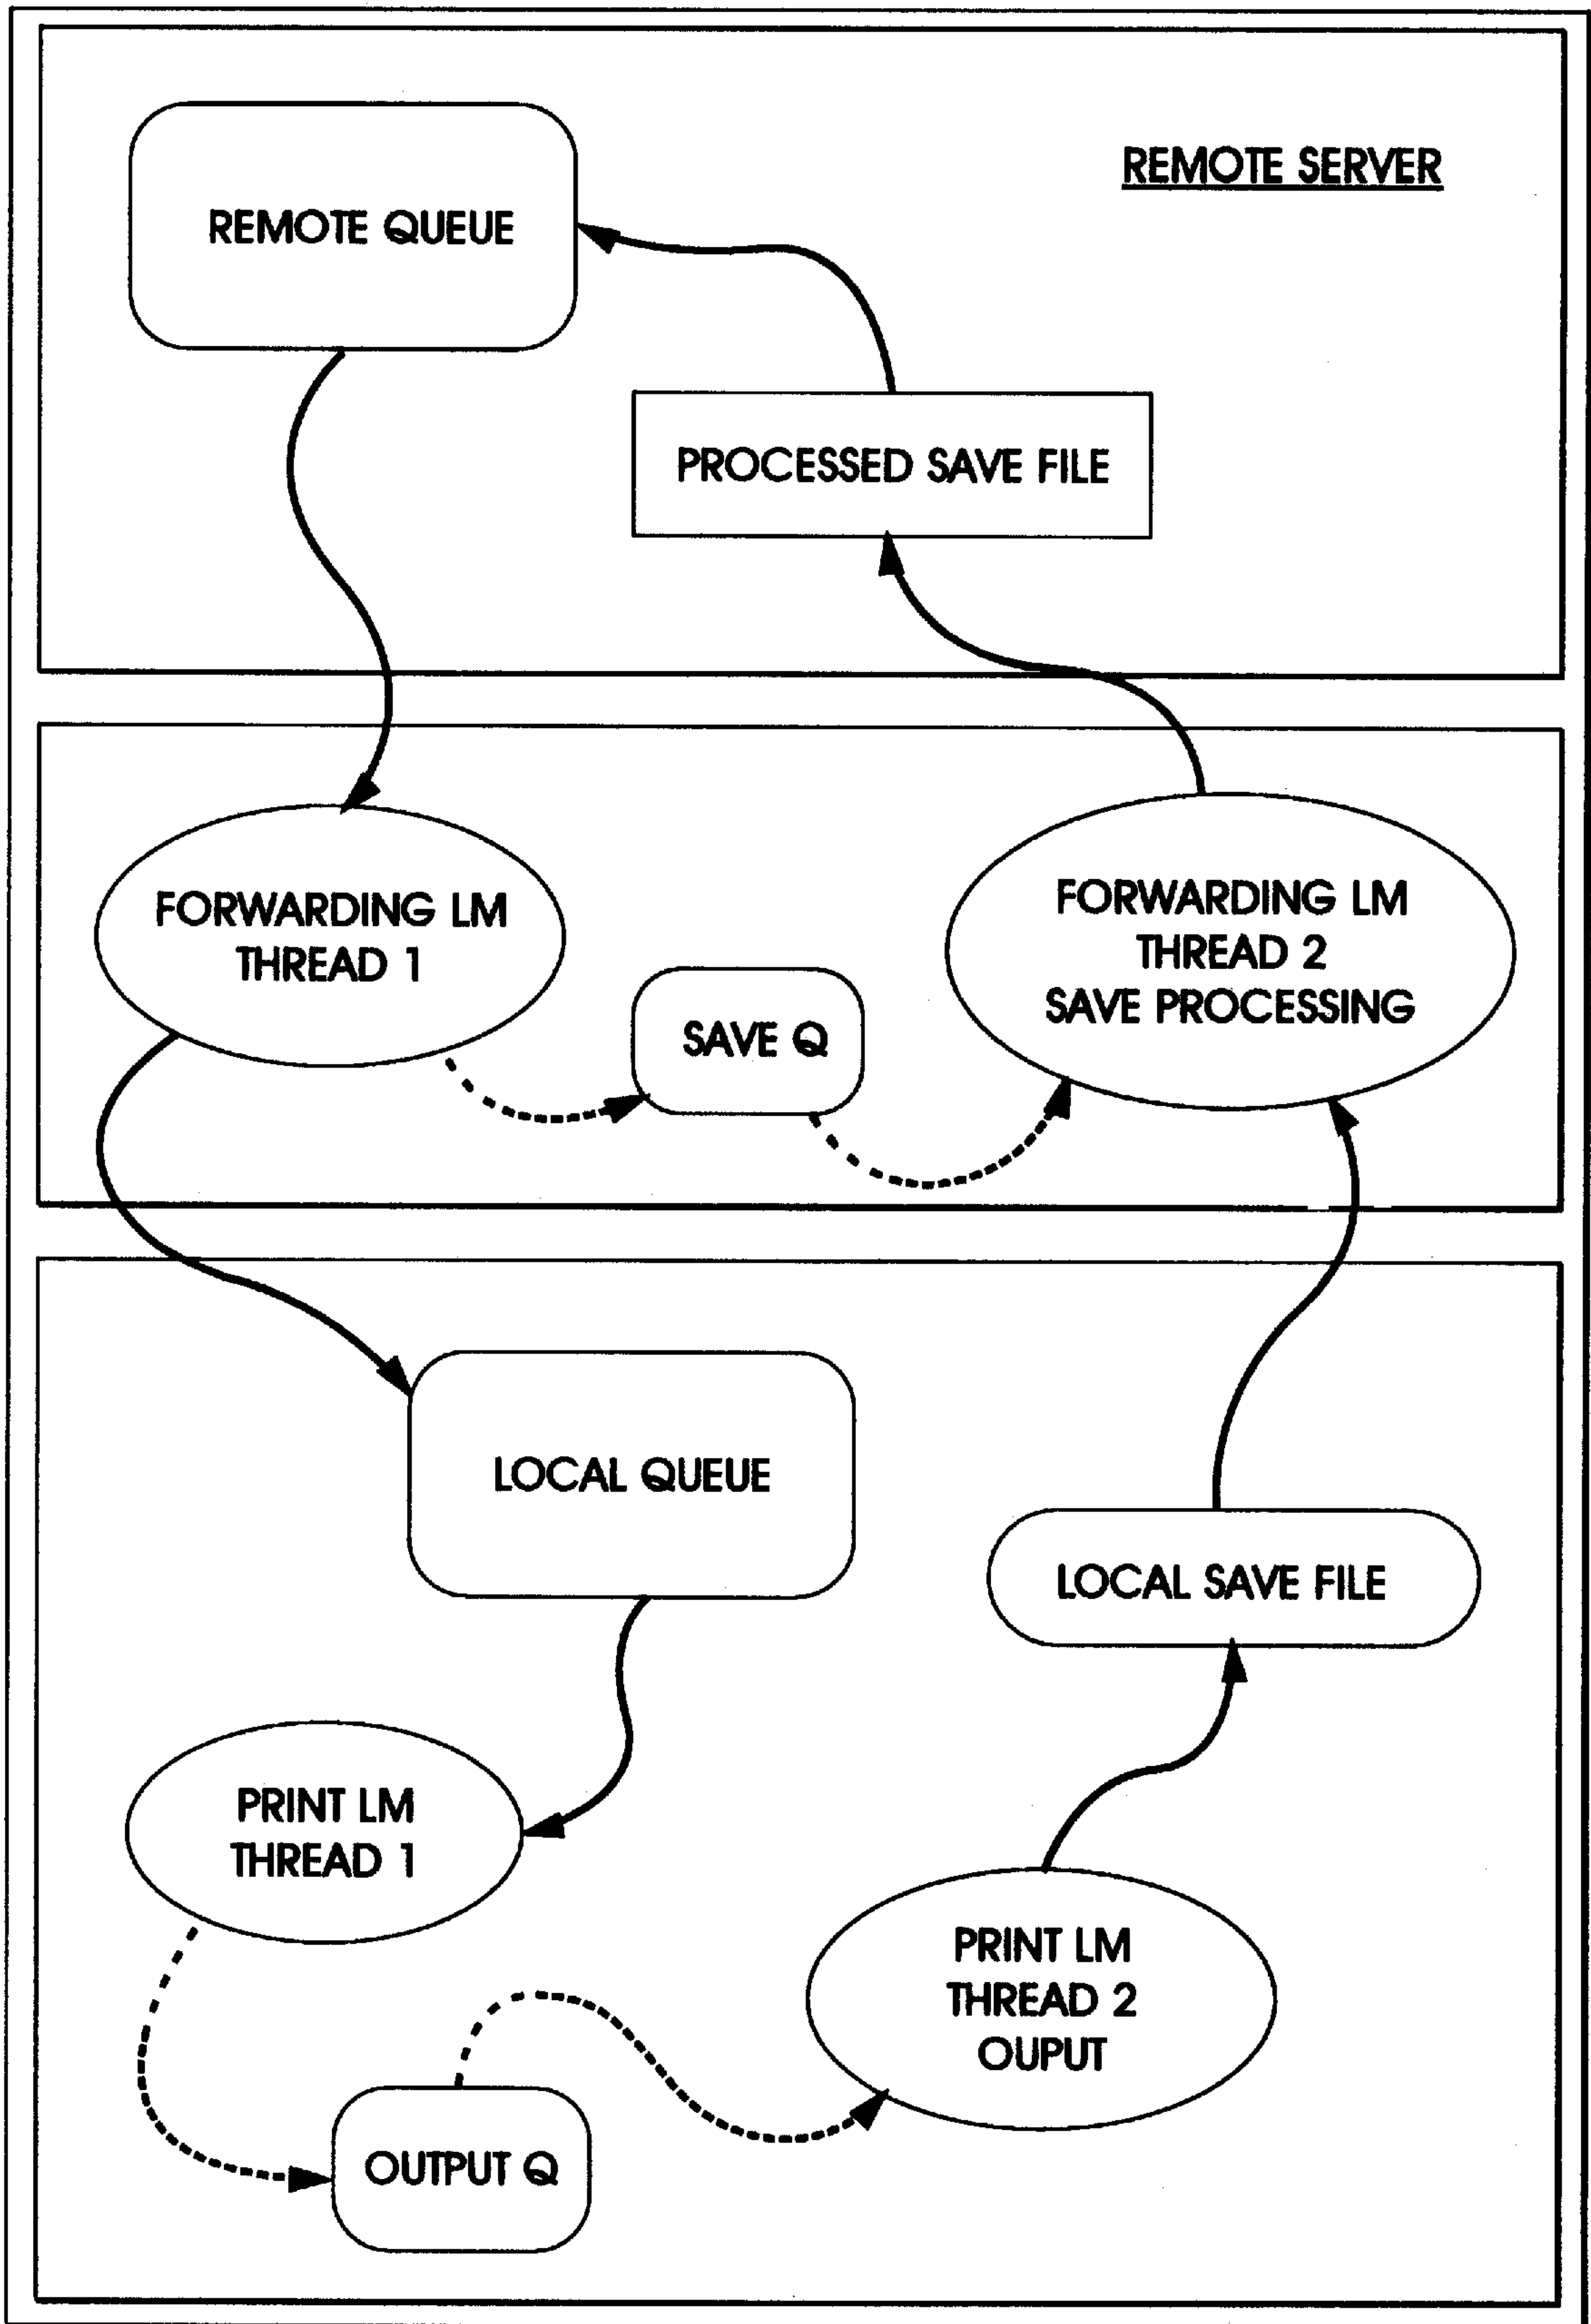 REMOTE SERVER
REMOTE QUEUE
PROCESSED SAVE FILE
FORWARDING LM
THREAD 1
FORWARDING LM
THREAD 2
SAVE PROCESSING
SAVE Q
LOCAL QUEUE
LOCAL SAVE FILE
PRINT LM
THREAD 1
PRINT LM
THREAD 2
OUPUT
OUTPUT Q